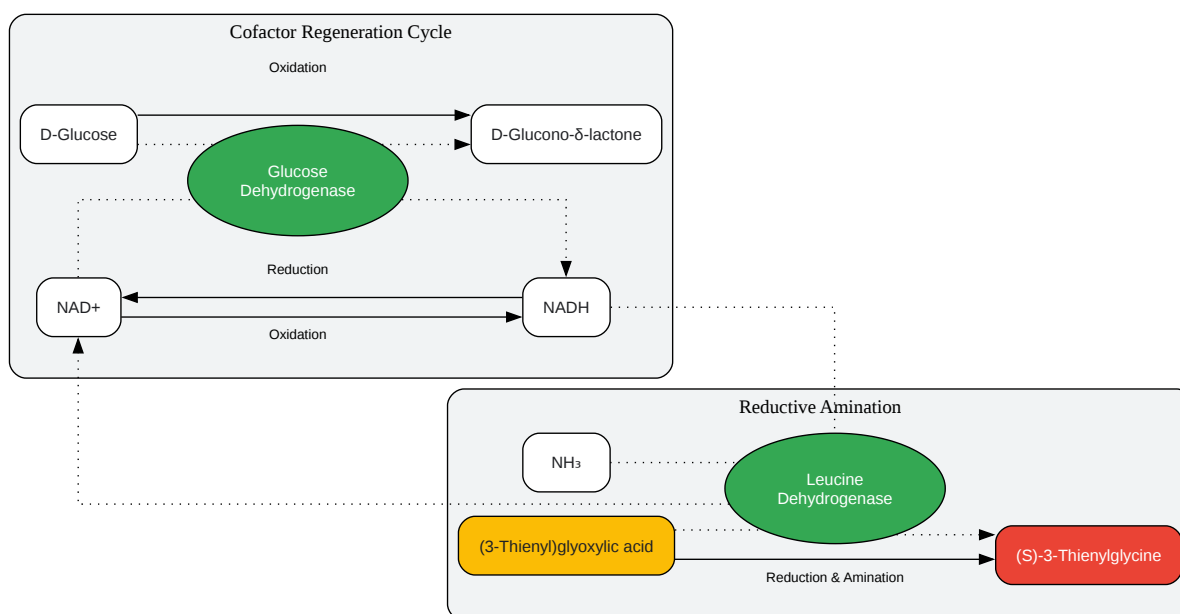 Cofactor Regeneration Cycle
Oxidation
D-Glucose
D-Glucono-δ-lactone
Glucose
Dehydrogenase
Reduction
NAD+
NADH
Oxidation
Reductive Amination
NH₃
Leucine
Dehydrogenase
(3-Thienyl)glyoxylic acid
(S)-3-Thienylglycine
Reduction & Amination